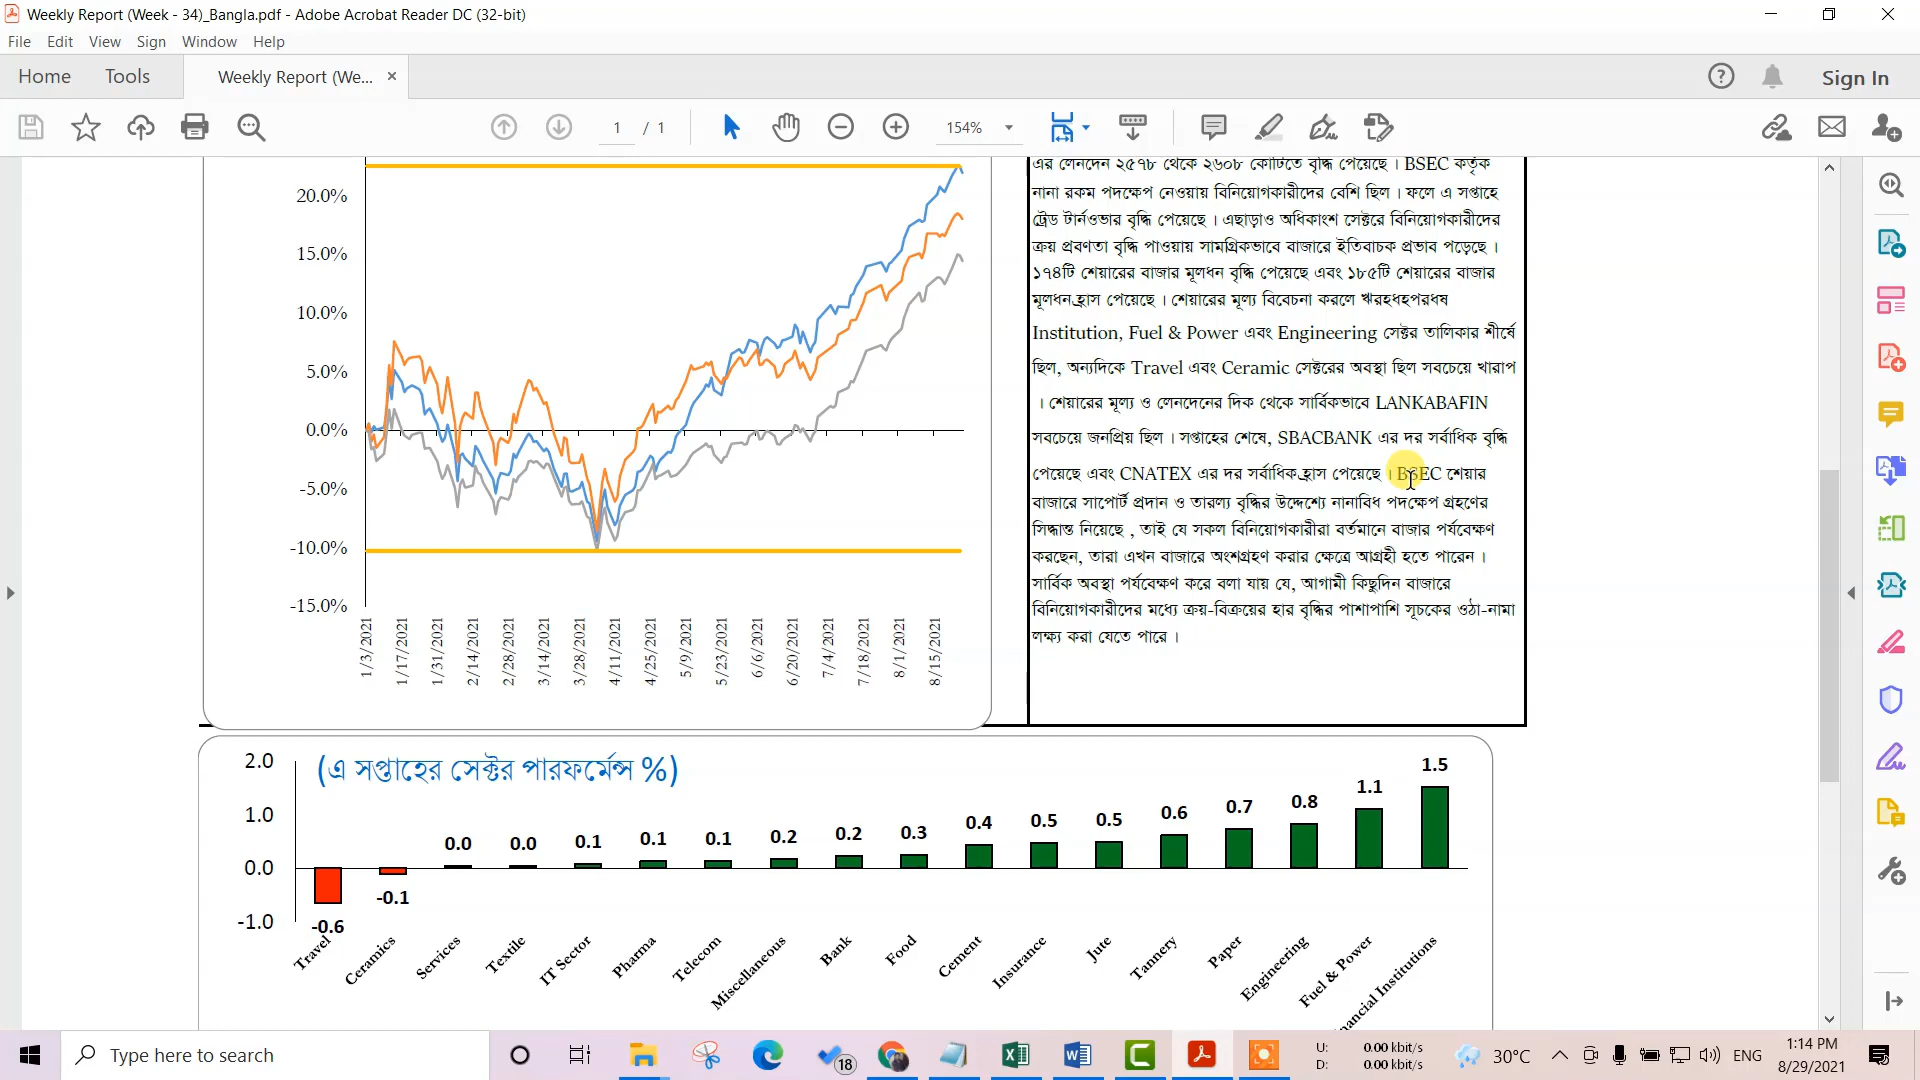 Weekly Report (Week - 34)_Bangla.pdf - Adobe Acrobat Reader DC (32-bit)
File Edit View Sign Window Help
Home Tools Weekly Report (We... ×
Sign In
1 / 1 154%
20.0%
15.0%
10.0%
5.0%
0.0%
-5.0%
-10.0%
-15.0%
1/3/2021 1/17/2021 1/31/2021 2/14/2021 2/28/2021 3/14/2021 3/28/2021 4/11/2021 4/25/2021 5/9/2021 5/23/2021 6/6/2021 6/20/2021 7/4/2021 7/18/2021 8/1/2021 8/15/2021
এর লেনদেন ২৫৭৮ থেকে ২৬০৮ কোটিতে বৃদ্ধি পেয়েছে । BSEC কর্তৃক
নানা রকম পদক্ষেপ নেওয়ায় বিনিয়োগকারীদের বেশি ছিল । ফলে এ সপ্তাহে
ট্রেড টার্নওভার বৃদ্ধি পেয়েছে । এছাড়াও অধিকাংশ সেক্টরে বিনিয়োগকারীদের
ক্রয় প্রবণতা বৃদ্ধি পাওয়ায় সামগ্রিকভাবে বাজারে ইতিবাচক প্রভাব পড়েছে ।
১৭৪টি শেয়ারের বাজার মূলধন বৃদ্ধি পেয়েছে এবং ১৮৫টি শেয়ারের বাজার
মূলধন হ্রাস পেয়েছে । শেয়ারের মূল্য বিবেচনা করলে ঋরহধহপরধষ
Institution, Fuel & Power এবং Engineering সেক্টর তালিকার শীর্ষে
ছিল, অন্যদিকে Travel এবং Ceramic সেক্টরের অবস্থা ছিল সবচেয়ে খারাপ
। শেয়ারের মূল্য ও লেনদেনের দিক থেকে সার্বিকভাবে LANKABAFIN
সবচেয়ে জনপ্রিয় ছিল । সপ্তাহের শেষে, SBACBANK এর দর সর্বাধিক বৃদ্ধি
পেয়েছে এবং CNATEX এর দর সর্বাধিক হ্রাস পেয়েছে । BSEC শেয়ার
বাজারে সাপোর্ট প্রদান ও তারল্য বৃদ্ধির উদ্দেশ্যে নানাবিধ পদক্ষেপ গ্রহণের
সিদ্ধান্ত নিয়েছে , তাই যে সকল বিনিয়োগকারীরা বর্তমানে বাজার পর্যবেক্ষণ
করছেন, তারা এখন বাজারে অংশগ্রহণ করার ক্ষেত্রে আগ্রহী হতে পারেন ।
সার্বিক অবস্থা পর্যবেক্ষণ করে বলা যায় যে, আগামী কিছুদিন বাজারে
বিনিয়োগকারীদের মধ্যে ক্রয়-বিক্রয়ের হার বৃদ্ধির পাশাপাশি সূচকের ওঠা-নামা
লক্ষ্য করা যেতে পারে ।
(এ সপ্তাহের সেক্টর পারফর্মেন্স %)
2.0
1.0
0.0
-1.0
-0.6 -0.1 0.0 0.0 0.1 0.1 0.1 0.2 0.2 0.3 0.4 0.5 0.5 0.6 0.7 0.8 1.1 1.5
Travel Ceramics Services Textile IT Sector Pharma Telecom Miscellaneous Bank Food Cement Insurance Jute Tannery Paper Engineering Fuel & Power nancial Institutions
Type here to search
18
U: 0.00 kbit/s
D: 0.00 kbit/s
30°C
ENG
1:14 PM
8/29/2021